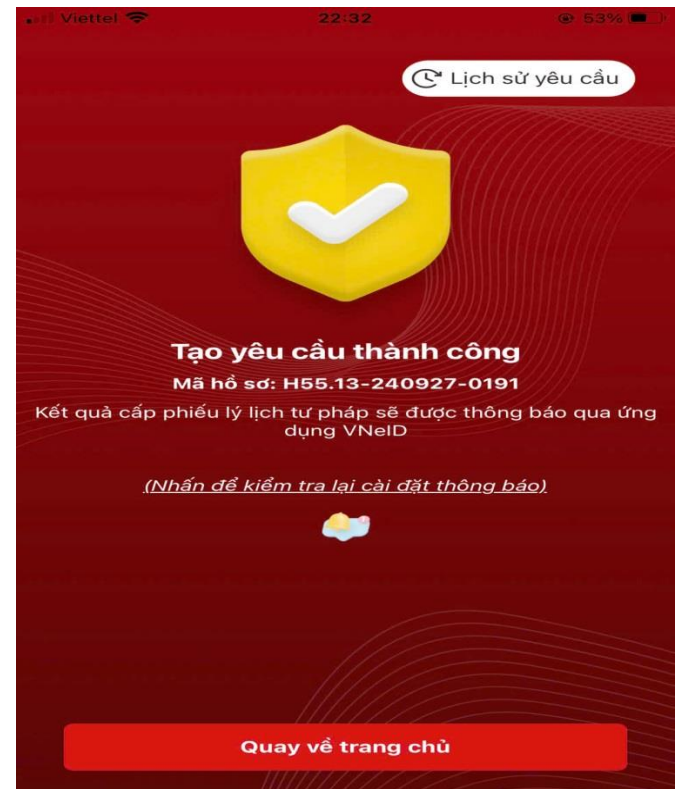 Viettel 22:32 53%
Lịch sử yêu cầu
Tạo yêu cầu thành công
Mã hồ sơ: H55.13-240927-0191
Kết quả cấp phiếu lý lịch tư pháp sẽ được thông báo qua ứng
dụng VNeID
(Nhấn để kiểm tra lại cài đặt thông báo)
Quay về trang chủ